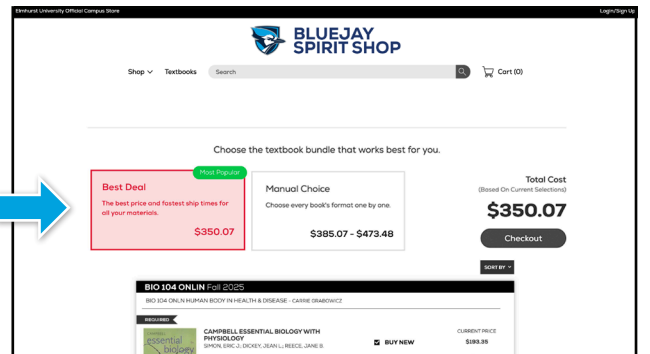 Elmhurst University Official Campus Store
Login/Sign Up
BLUEJAY
SPIRIT SHOP
Shop
Textbooks
Search
Cart (0)
Choose the textbook bundle that works best for you.
Most Popular
Best Deal
The best price and fastest ship times for
all your materials.
$350.07
Manual Choice
Choose every book's format one by one.
$385.07 - $473.48
Total Cost
(Based On Current Selections)
$350.07
Checkout
SORT BY
BIO 104 ONLIN Fall 2025
BIO 104 ONLN HUMAN BODY IN HEALTH & DISEASE - CARRIE GRABOWICZ
REQUIRED
essential
biology
CAMPBELL ESSENTIAL BIOLOGY WITH
PHYSIOLOGY
SIMON, ERIC J.; DICKEY, JEAN L.; REECE, JANE B.
BUY NEW
CURRENT PRICE
$193.35